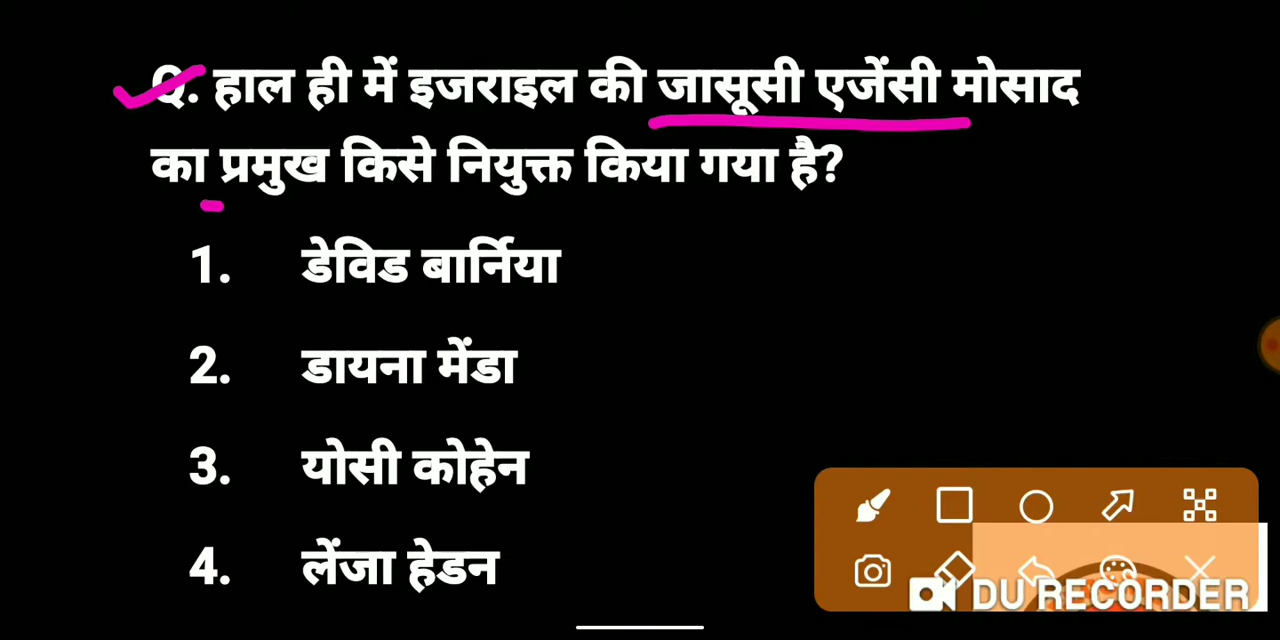 Q. हाल ही में इजराइल की जासूसी एजेंसी मोसाद
का प्रमुख किसे नियुक्त किया गया है?
1. डेविड बार्निया
2. डायना मेंडा
3. योसी कोहेन
4. लेंजा हेडन
DU RECORDER